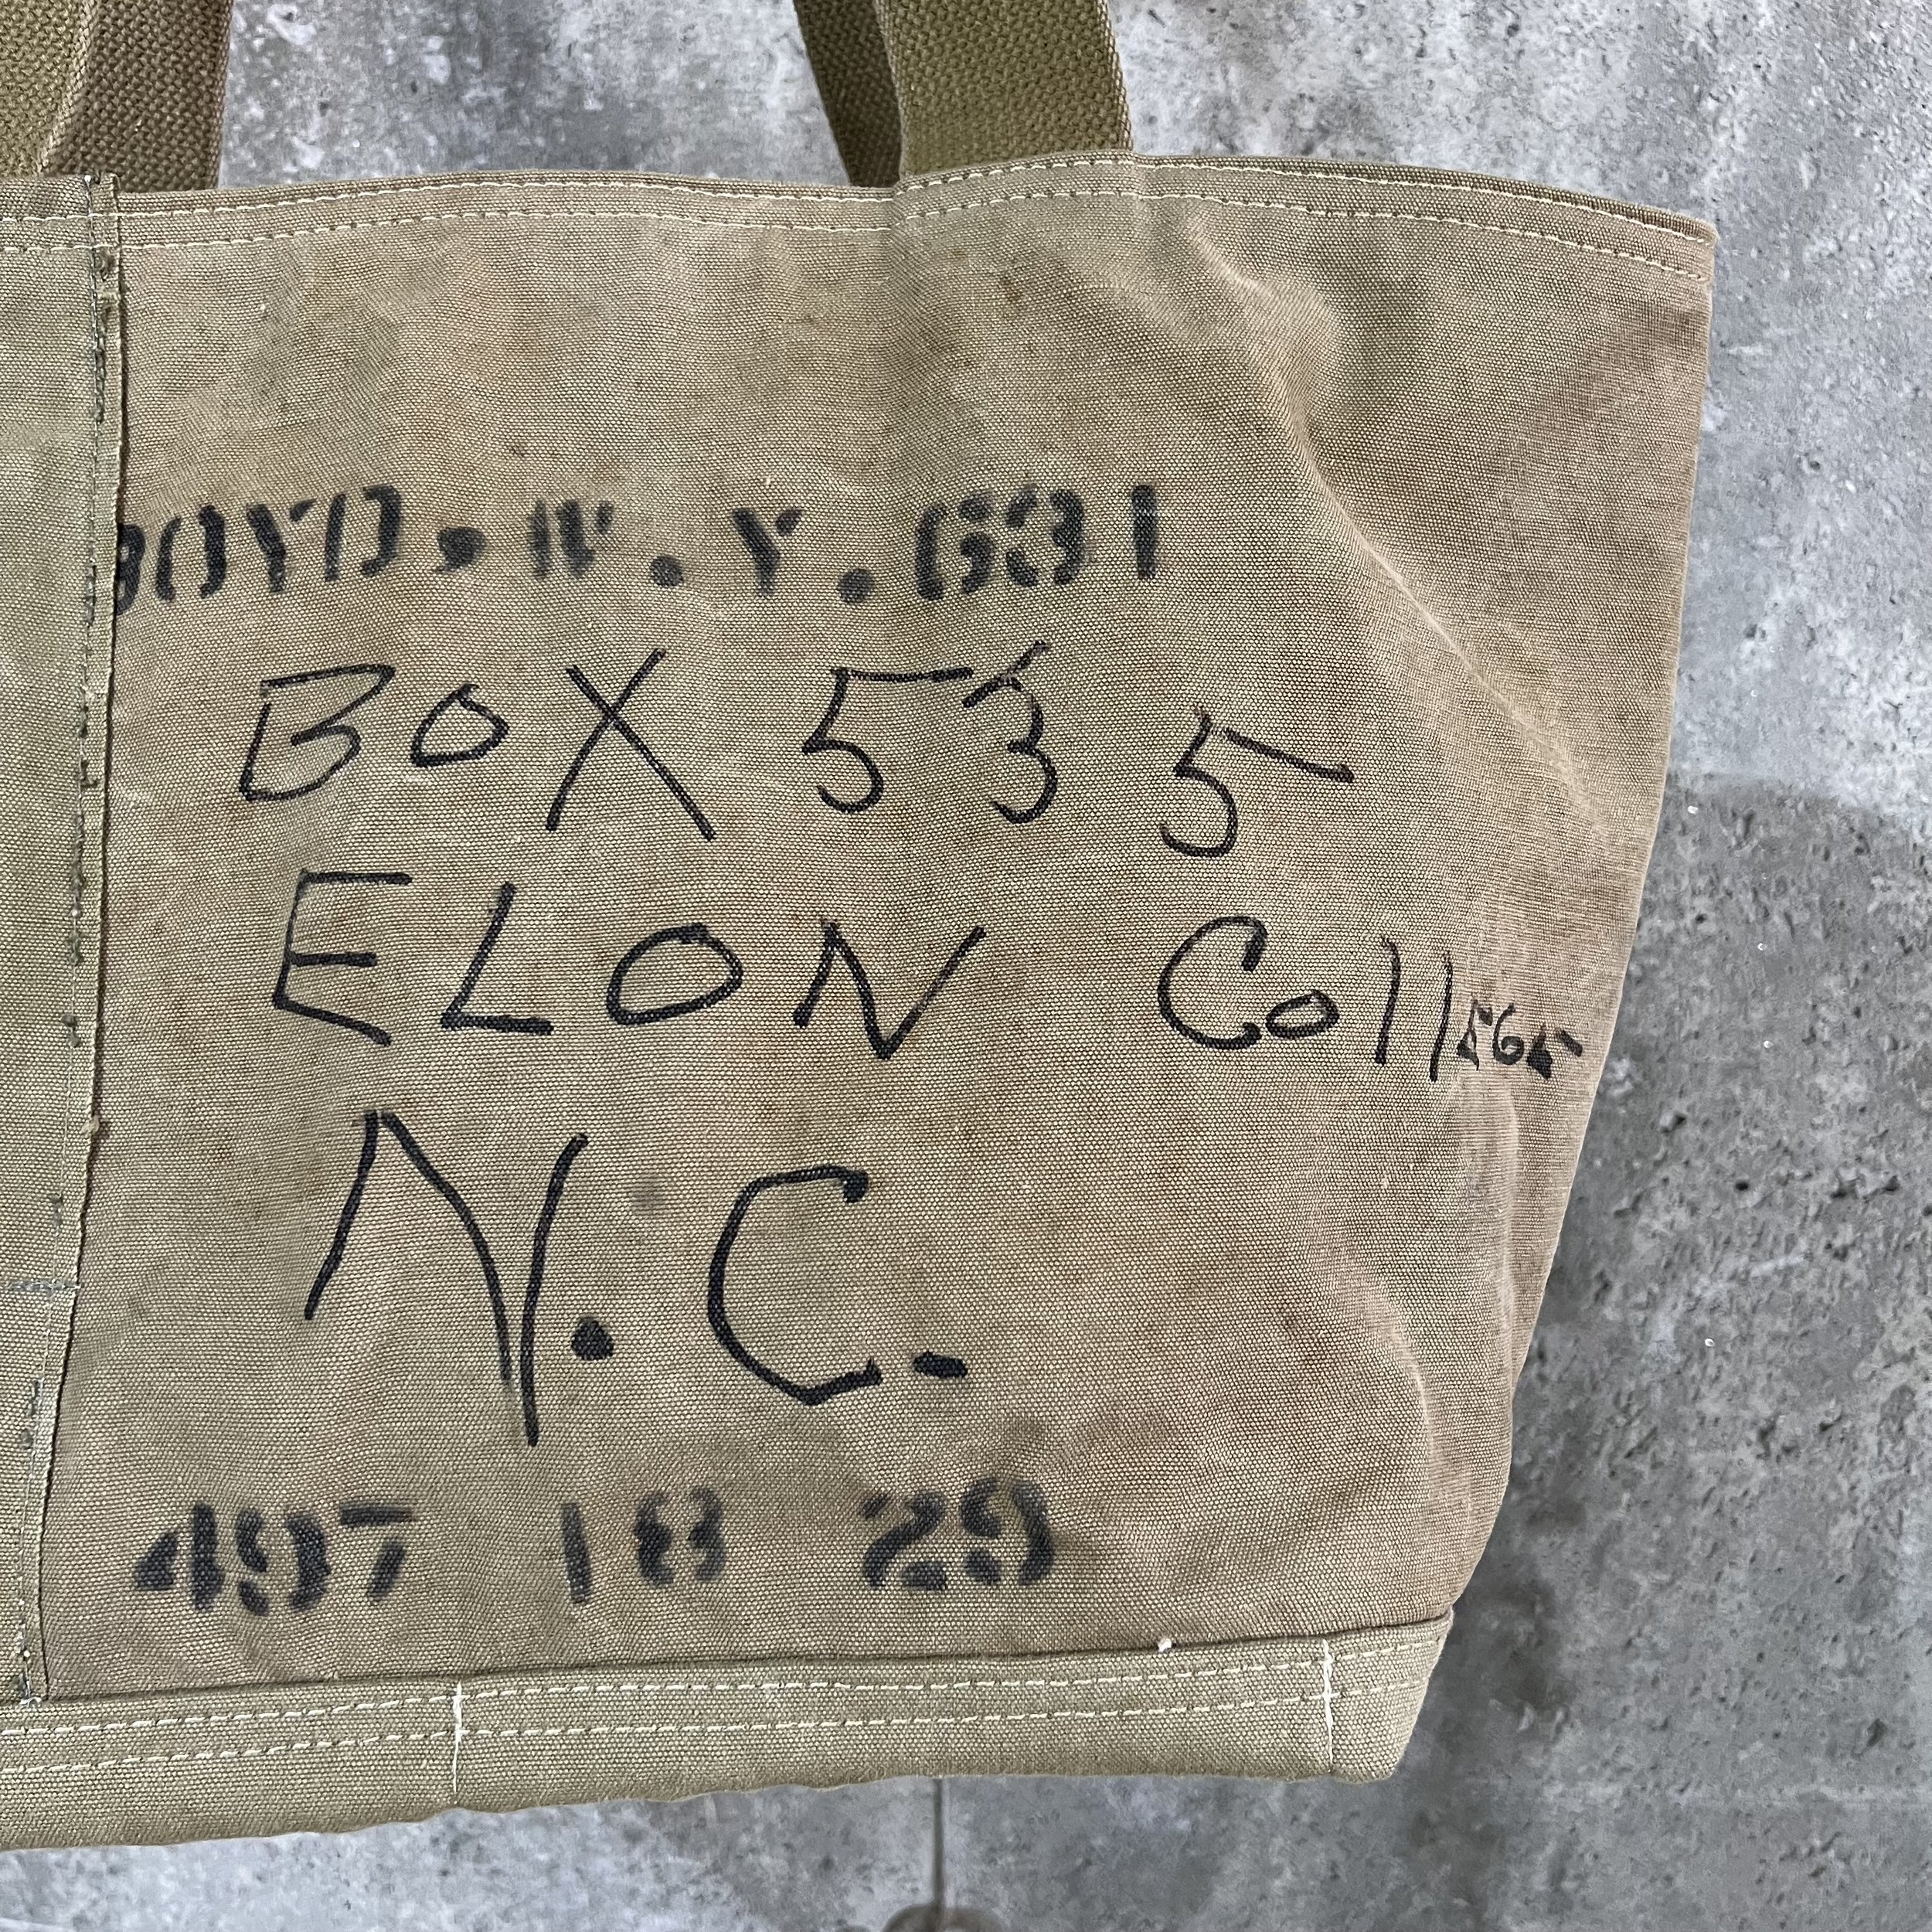 BOYD. W. Y. 631
BOX 535
ELON College
N.C.
497 18 29